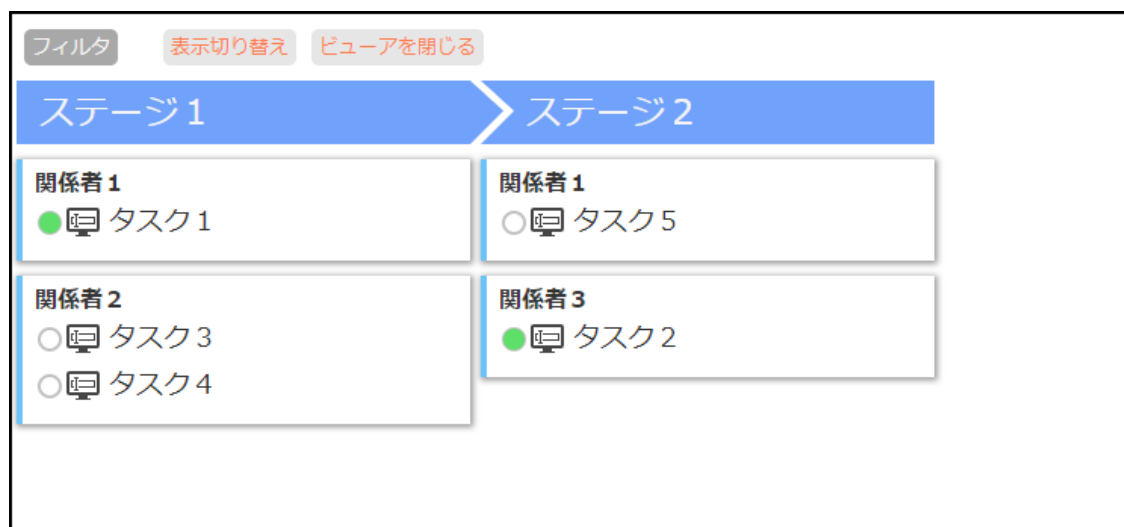 フィルタ 表示切り替え ビューアを閉じる
ステージ1 ステージ2
関係者1
タスク1
関係者2
タスク3
タスク4
関係者1
タスク5
関係者3
タスク2